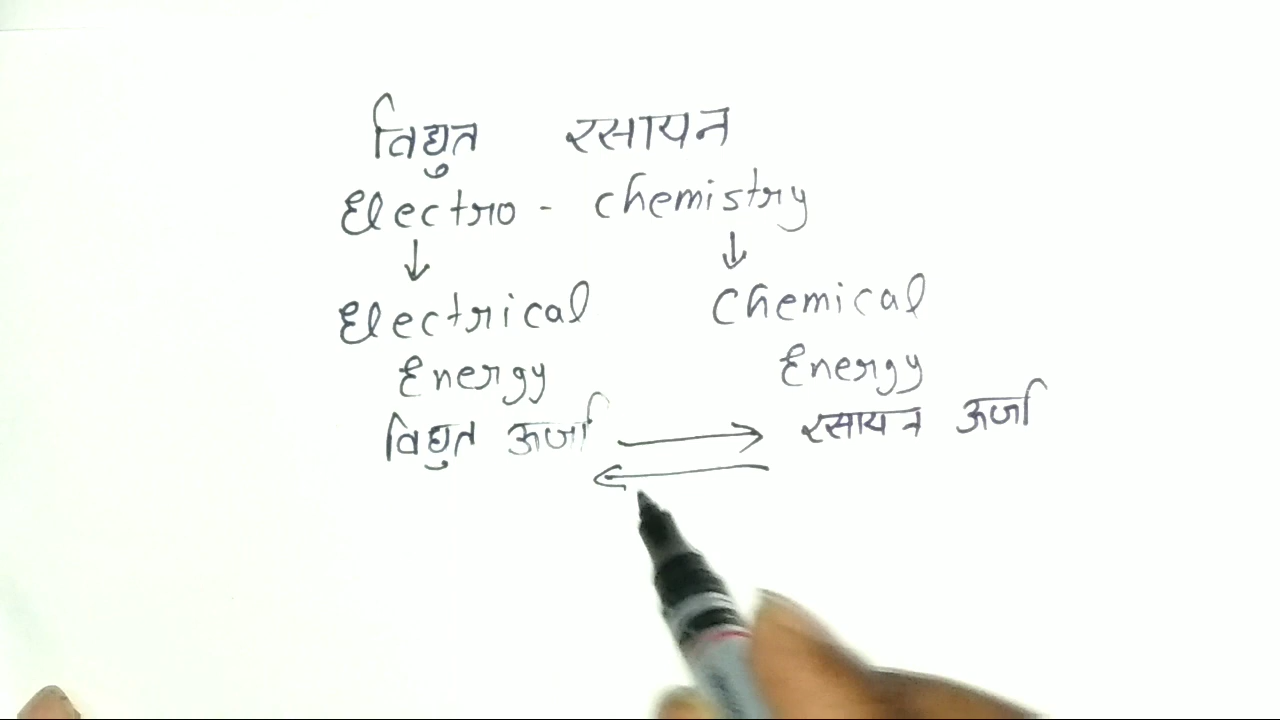 विद्युत रसायन
Electro - chemistry
Electrical Chemical
Energy Energy
विद्युत ऊर्जा रसायन ऊर्जा